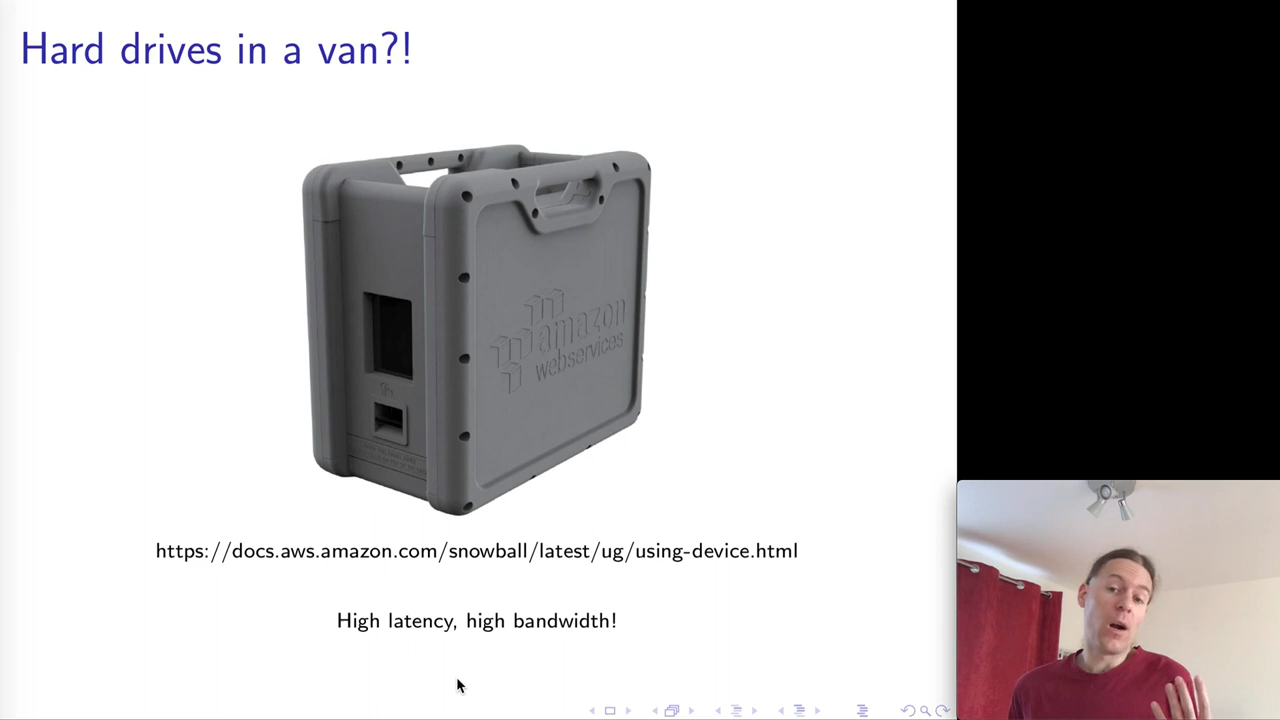 Hard drives in a van?!
amazon
webservices
https://docs.aws.amazon.com/snowball/latest/ug/using-device.html
High latency, high bandwidth!